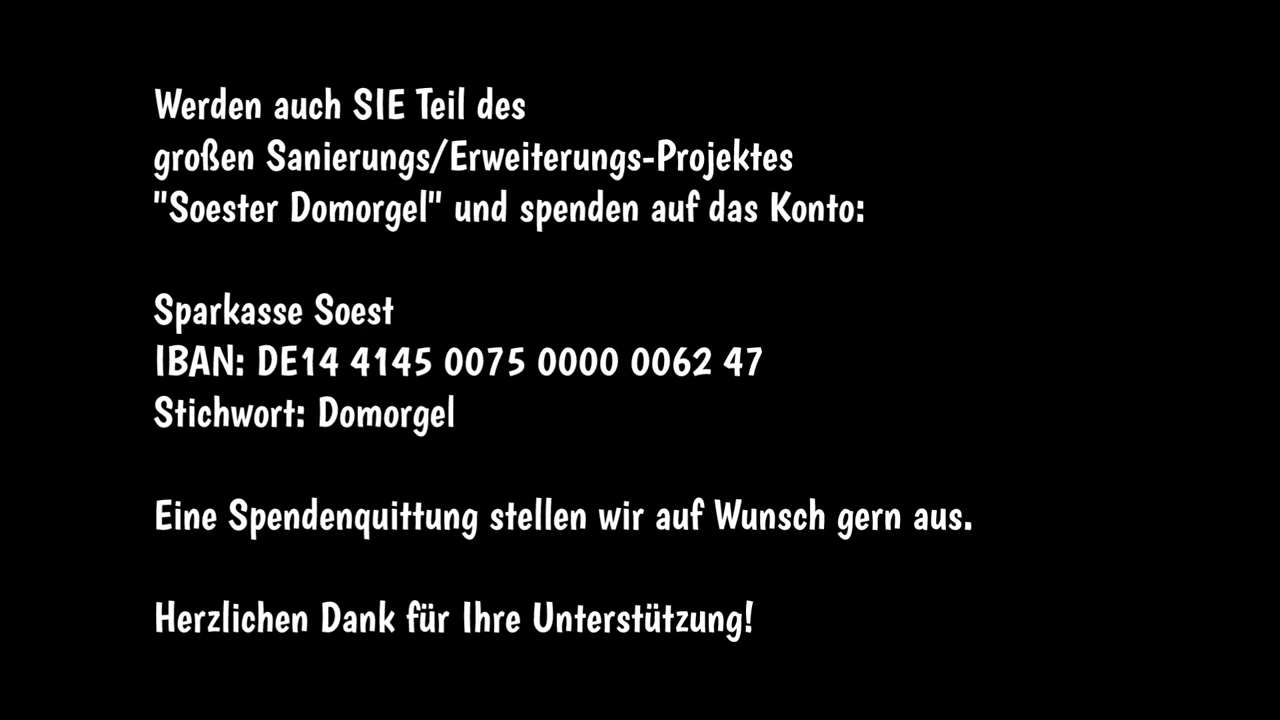 Werden auch SIE Teil des
großen Sanierungs/Erweiterungs-Projektes
"Soester Domorgel" und spenden auf das Konto:
Sparkasse Soest
IBAN: DE14 4145 0075 0000 0062 47
Stichwort: Domorgel
Eine Spendenquittung stellen wir auf Wunsch gern aus.
Herzlichen Dank für Ihre Unterstützung!